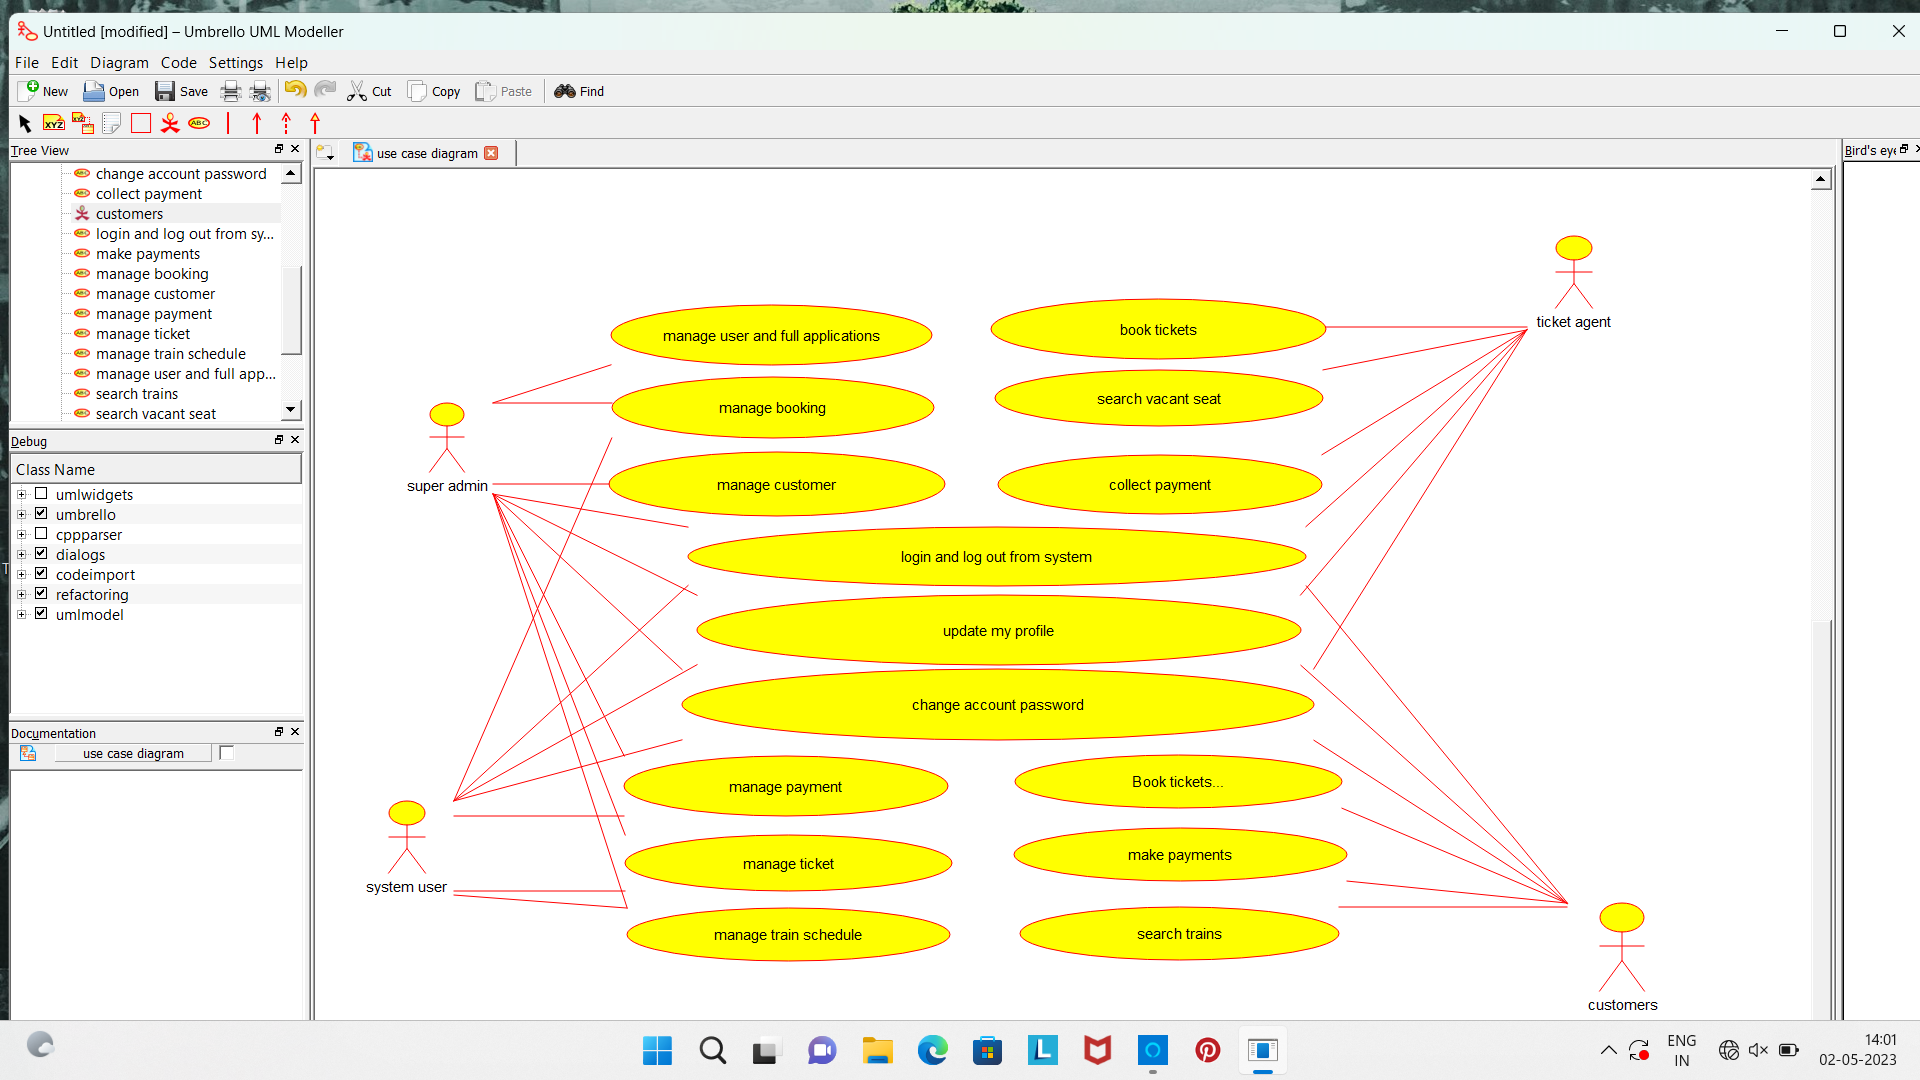 Untitled [modified] – Umbrello UML Modeller
File Edit Diagram Code Settings Help
New Open Save Cut Copy Paste Find
XYZ ABC
Tree View
use case diagram
Bird's eye
change account password
collect payment
customers
login and log out from sy...
make payments
manage booking
manage customer
manage payment
manage ticket
manage train schedule
manage user and full app...
search trains
search vacant seat
Debug
Class Name
umlwidgets
umbrello
cppparser
dialogs
codeimport
refactoring
umlmodel
Documentation
use case diagram
ticket agent
manage user and full applications
book tickets
manage booking
search vacant seat
super admin
manage customer
collect payment
login and log out from system
update my profile
change account password
manage payment
Book tickets...
manage ticket
make payments
system user
manage train schedule
search trains
customers
ENG
IN
14:01
02-05-2023